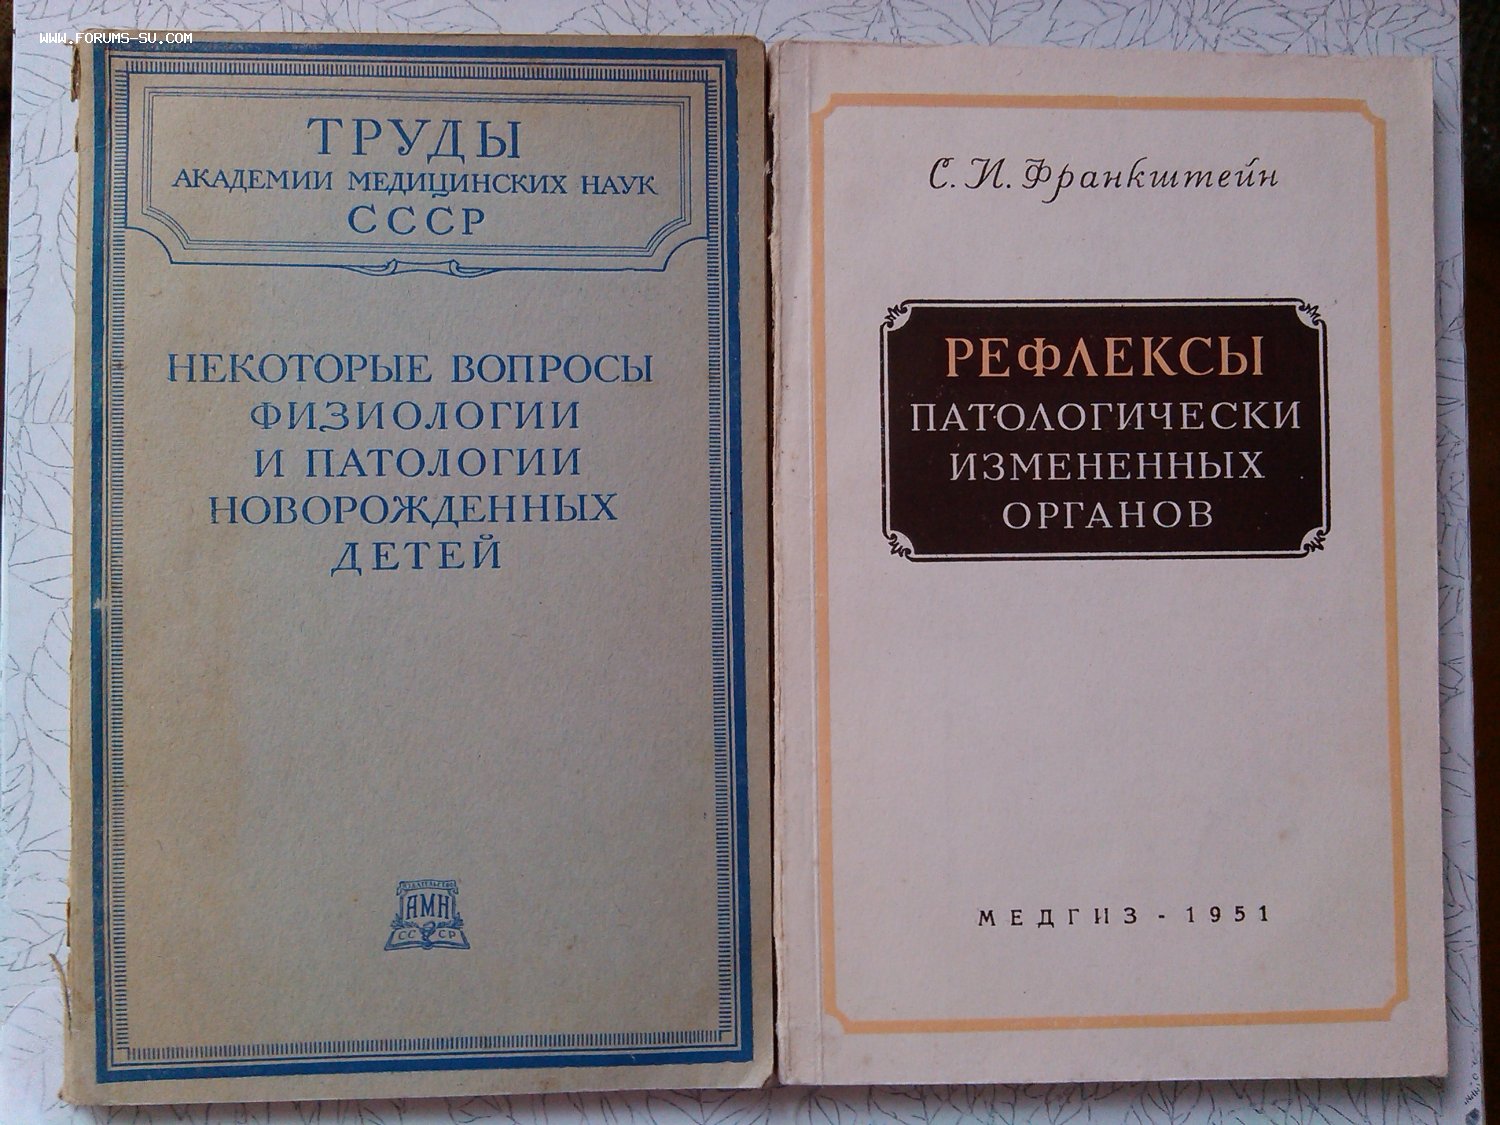 WWW.FORUMS-SU.COM
ТРУДЫ
АКАДЕМИИ МЕДИЦИНСКИХ НАУК
СССР
НЕКОТОРЫЕ ВОПРОСЫ
ФИЗИОЛОГИИ
И ПАТОЛОГИИ
НОВОРОЖДЕННЫХ
ДЕТЕЙ
ИЗДАТЕЛЬСТВО
АМН
СССР
С. И. Франкштейн
РЕФЛЕКСЫ
ПАТОЛОГИЧЕСКИ
ИЗМЕНЕННЫХ
ОРГАНОВ
МЕДГИЗ - 1951